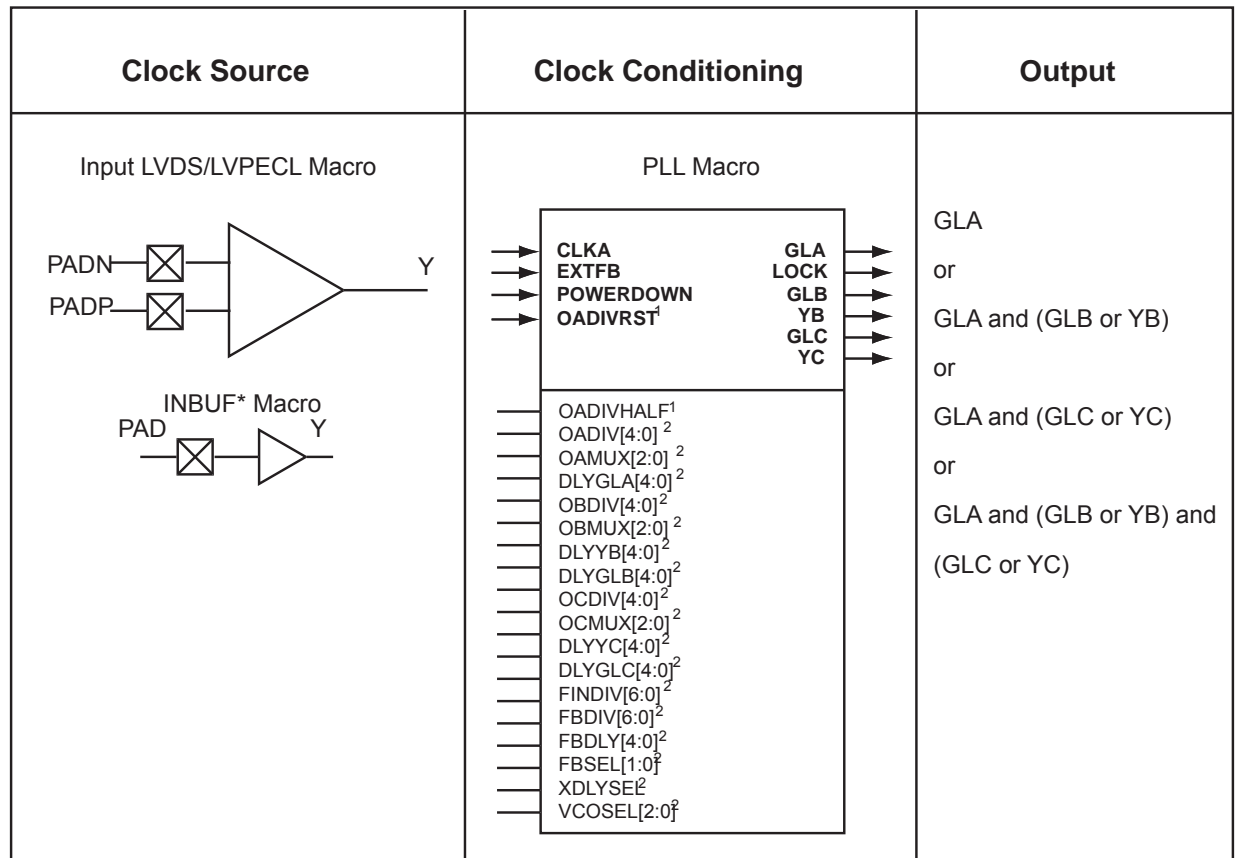 Clock Source
Clock Conditioning
Output
Input LVDS/LVPECL Macro
PADN
PADP
Y
INBUF* Macro
PAD
Y
PLL Macro
CLKA
EXTFB
POWERDOWN
OADIVRST1
GLA
LOCK
GLB
YB
GLC
YC
OADIVHALF1
OADIV[4:0] 2
OAMUX[2:0] 2
DLYGLA[4:0] 2
OBDIV[4:0] 2
OBMUX[2:0] 2
DLYYB[4:0] 2
DLYGLB[4:0] 2
OCDIV[4:0] 2
OCMUX[2:0] 2
DLYYC[4:0] 2
DLYGLC[4:0] 2
FINDIV[6:0] 2
FBDIV[6:0] 2
FBDLY[4:0] 2
FBSEL[1:0] 2
XDLYSEL 2
VCOSEL[2:0] 2
GLA
or
GLA and (GLB or YB)
or
GLA and (GLC or YC)
or
GLA and (GLB or YB) and
(GLC or YC)